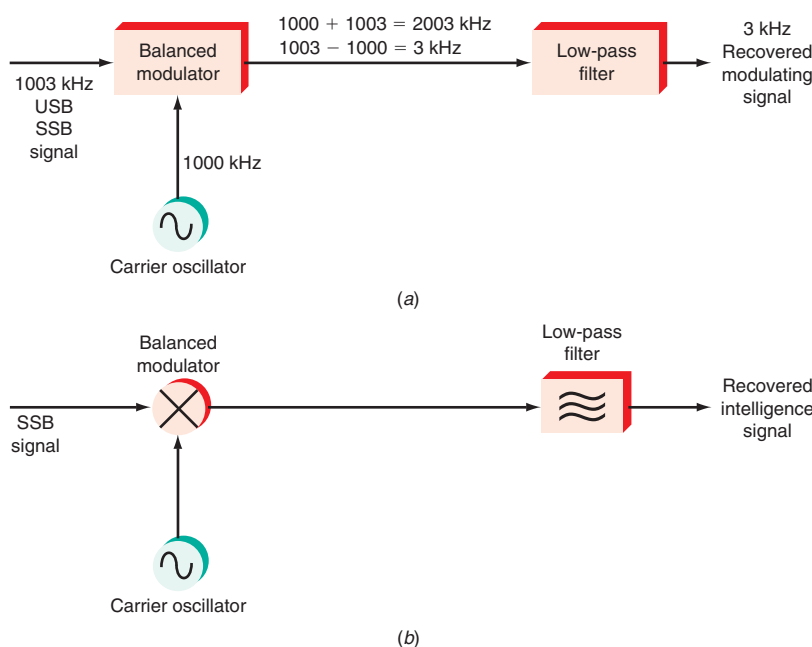 1000 + 1003 = 2003 kHz
1003 − 1000 = 3 kHz
Balanced
modulator
Low-pass
filter
3 kHz
Recovered
modulating
signal
1003 kHz
USB
SSB
signal
1000 kHz
Carrier oscillator
(a)
Balanced
modulator
Low-pass
filter
SSB
signal
Recovered
intelligence
signal
Carrier oscillator
(b)